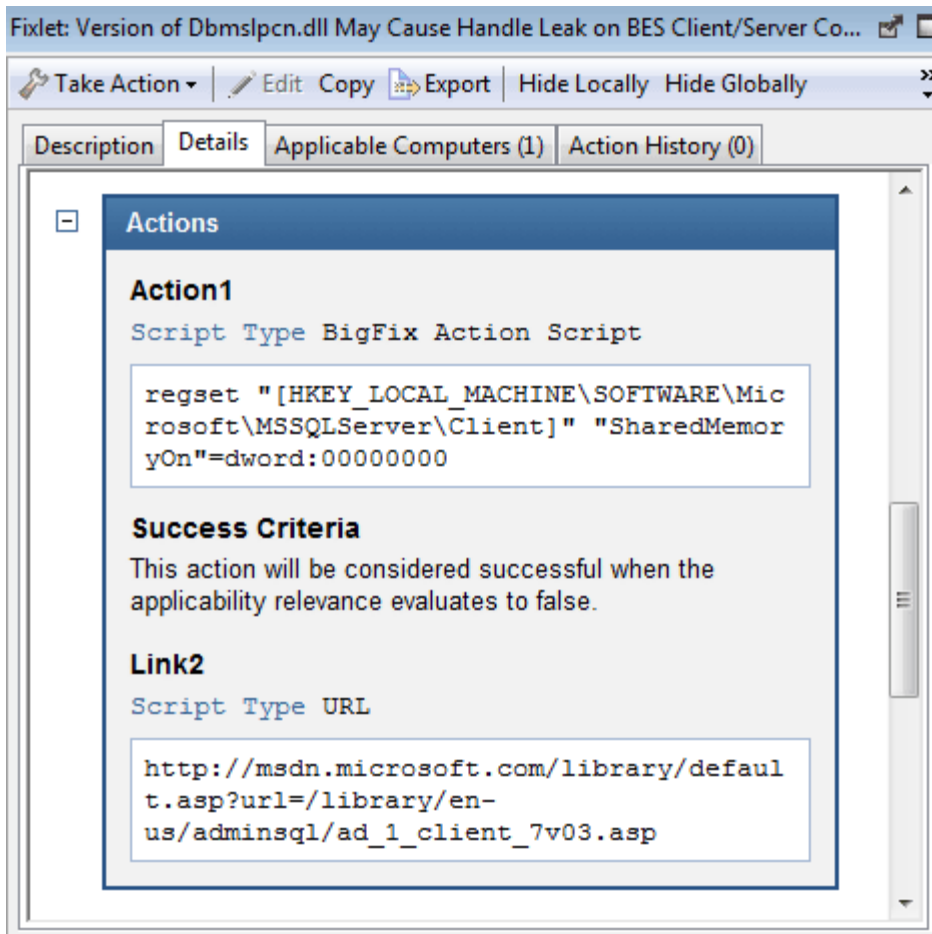 Fixlet: Version of Dbmslpcn.dll May Cause Handle Leak on BES Client/Server Co...
Take Action Edit Copy Export Hide Locally Hide Globally »
Description Details Applicable Computers (1) Action History (0)
Actions
Action1
Script Type BigFix Action Script
regset "[HKEY_LOCAL_MACHINE\SOFTWARE\Mic
rosoft\MSSQLServer\Client]" "SharedMemor
yOn"=dword:00000000
Success Criteria
This action will be considered successful when the
applicability relevance evaluates to false.
Link2
Script Type URL
http://msdn.microsoft.com/library/defaul
t.asp?url=/library/en-
us/adminsql/ad_1_client_7v03.asp